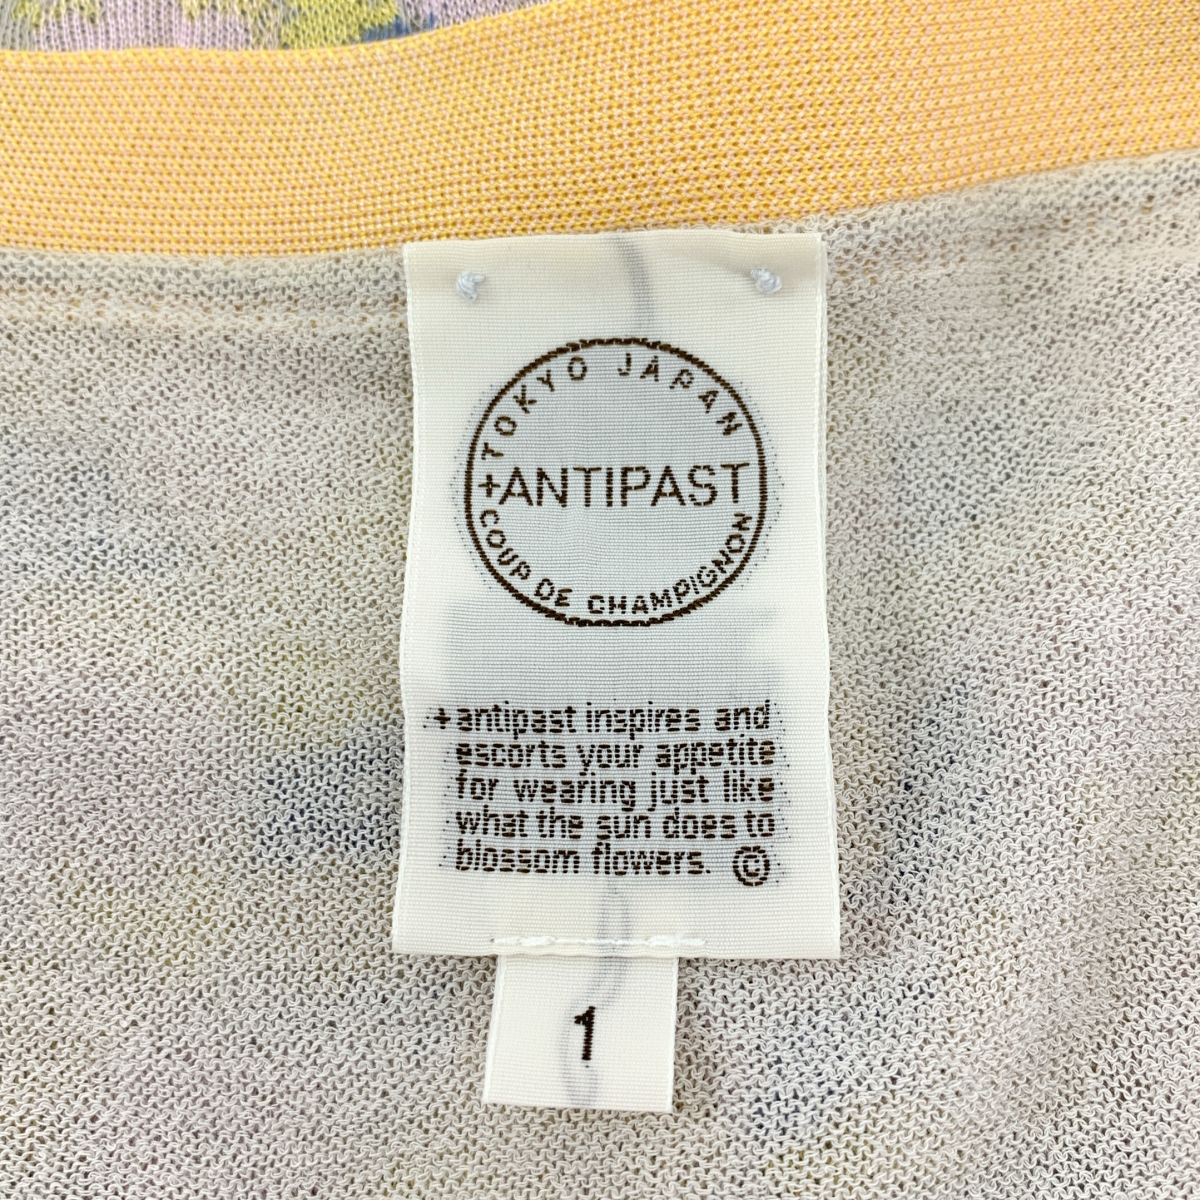 TOKYO JAPAN
+ANTIPAST
COUP DE CHAMPIGNON
+antipast inspires and
escorts your appetite
for wearing just like
what the sun does to
blossom flowers. ©
1